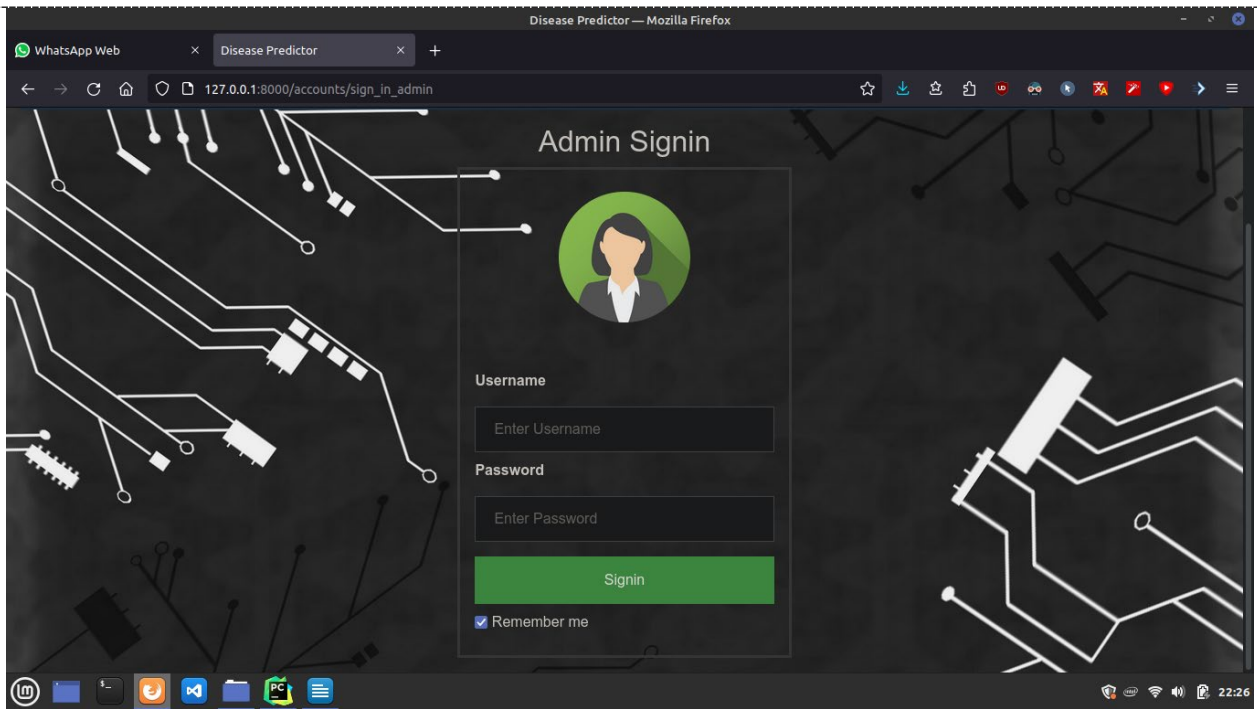 Disease Predictor — Mozilla Firefox
WhatsApp Web
Disease Predictor
127.0.0.1:8000/accounts/sign_in_admin
Admin Signin
Username
Enter Username
Password
Enter Password
Signin
Remember me
PC
22:26